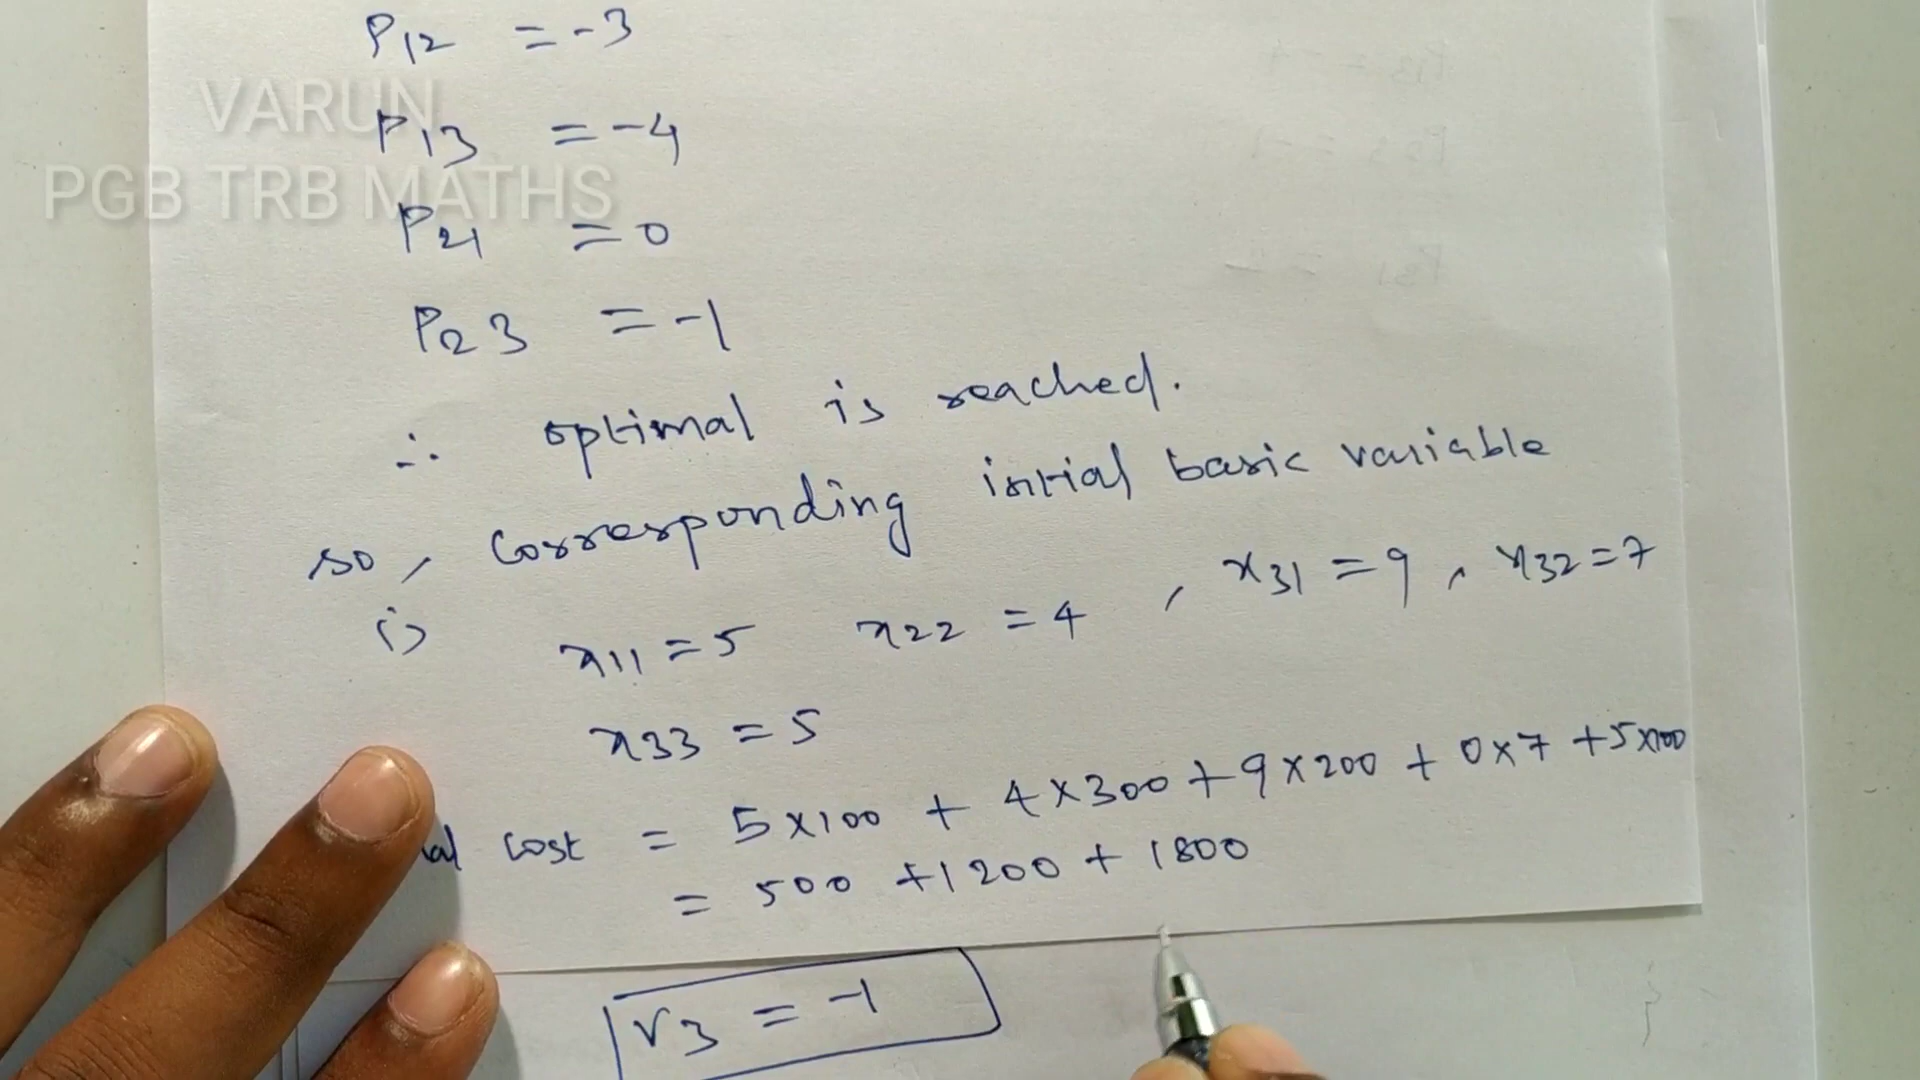 P12 = -3
VARUN
P13 = -4
PGB TRB MATHS
P21 = 0
P23 = -1
∴ optimal is reached.
so, corresponding initial basic variable
is x11 = 5 x22 = 4 , x31 = 9 , x32 = 7
x33 = 5
al cost = 5×100 + 4×300 + 9×200 + 0×7 + 5×100
= 500 + 1200 + 1800
v3 = -1